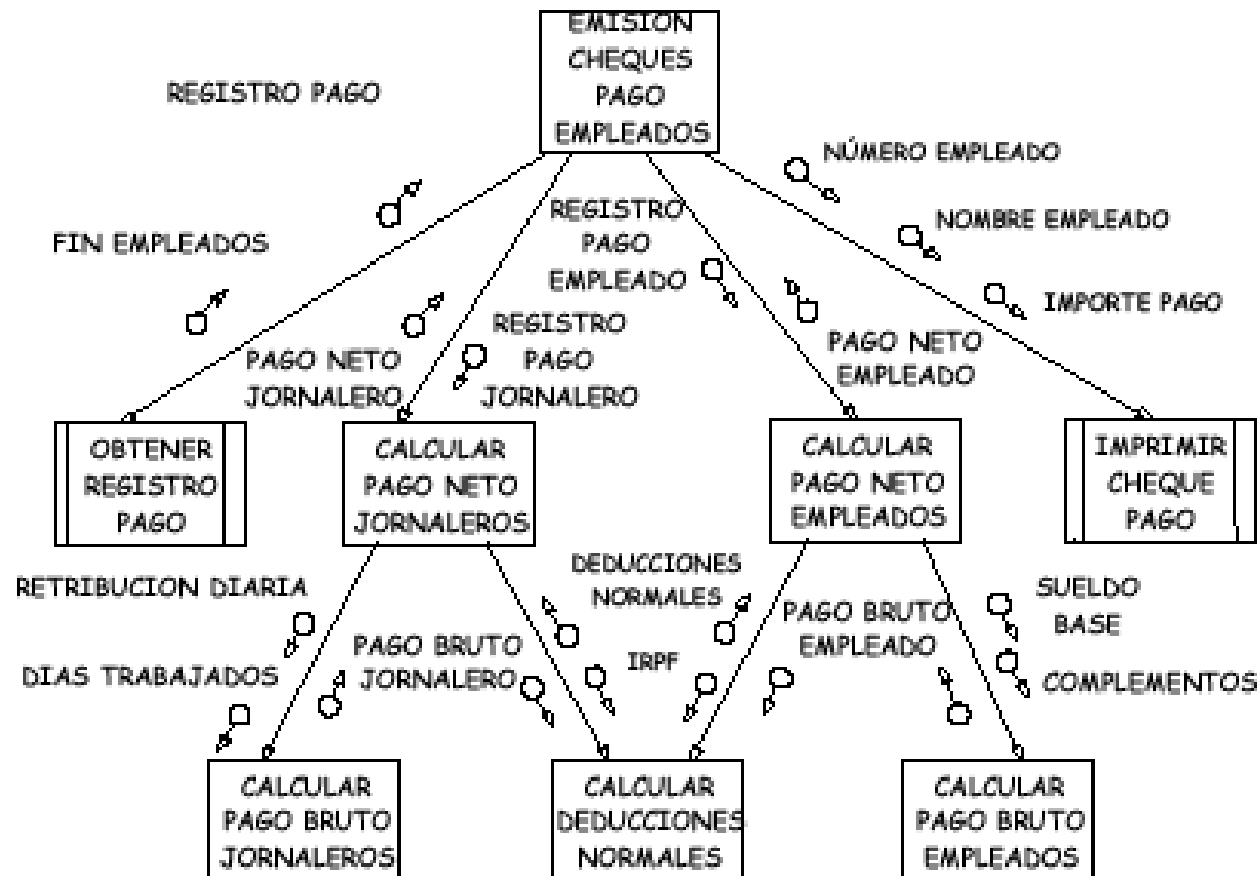 EMISION
CHEQUES
PAGO
EMPLEADOS
REGISTRO PAGO
NÚMERO EMPLEADO
NOMBRE EMPLEADO
IMPORTE PAGO
FIN EMPLEADOS
REGISTRO
PAGO
EMPLEADO
PAGO NETO
JORNALERO
REGISTRO
PAGO
JORNALERO
PAGO NETO
EMPLEADO
OBTENER
REGISTRO
PAGO
CALCULAR
PAGO NETO
JORNALEROS
CALCULAR
PAGO NETO
EMPLEADOS
IMPRIMIR
CHEQUE
PAGO
RETRIBUCION DIARIA
DIAS TRABAJADOS
PAGO BRUTO
JORNALERO
DEDUCCIONES
NORMALES
IRPF
PAGO BRUTO
EMPLEADO
SUELDO
BASE
COMPLEMENTOS
CALCULAR
PAGO BRUTO
JORNALEROS
CALCULAR
DEDUCCIONES
NORMALES
CALCULAR
PAGO BRUTO
EMPLEADOS